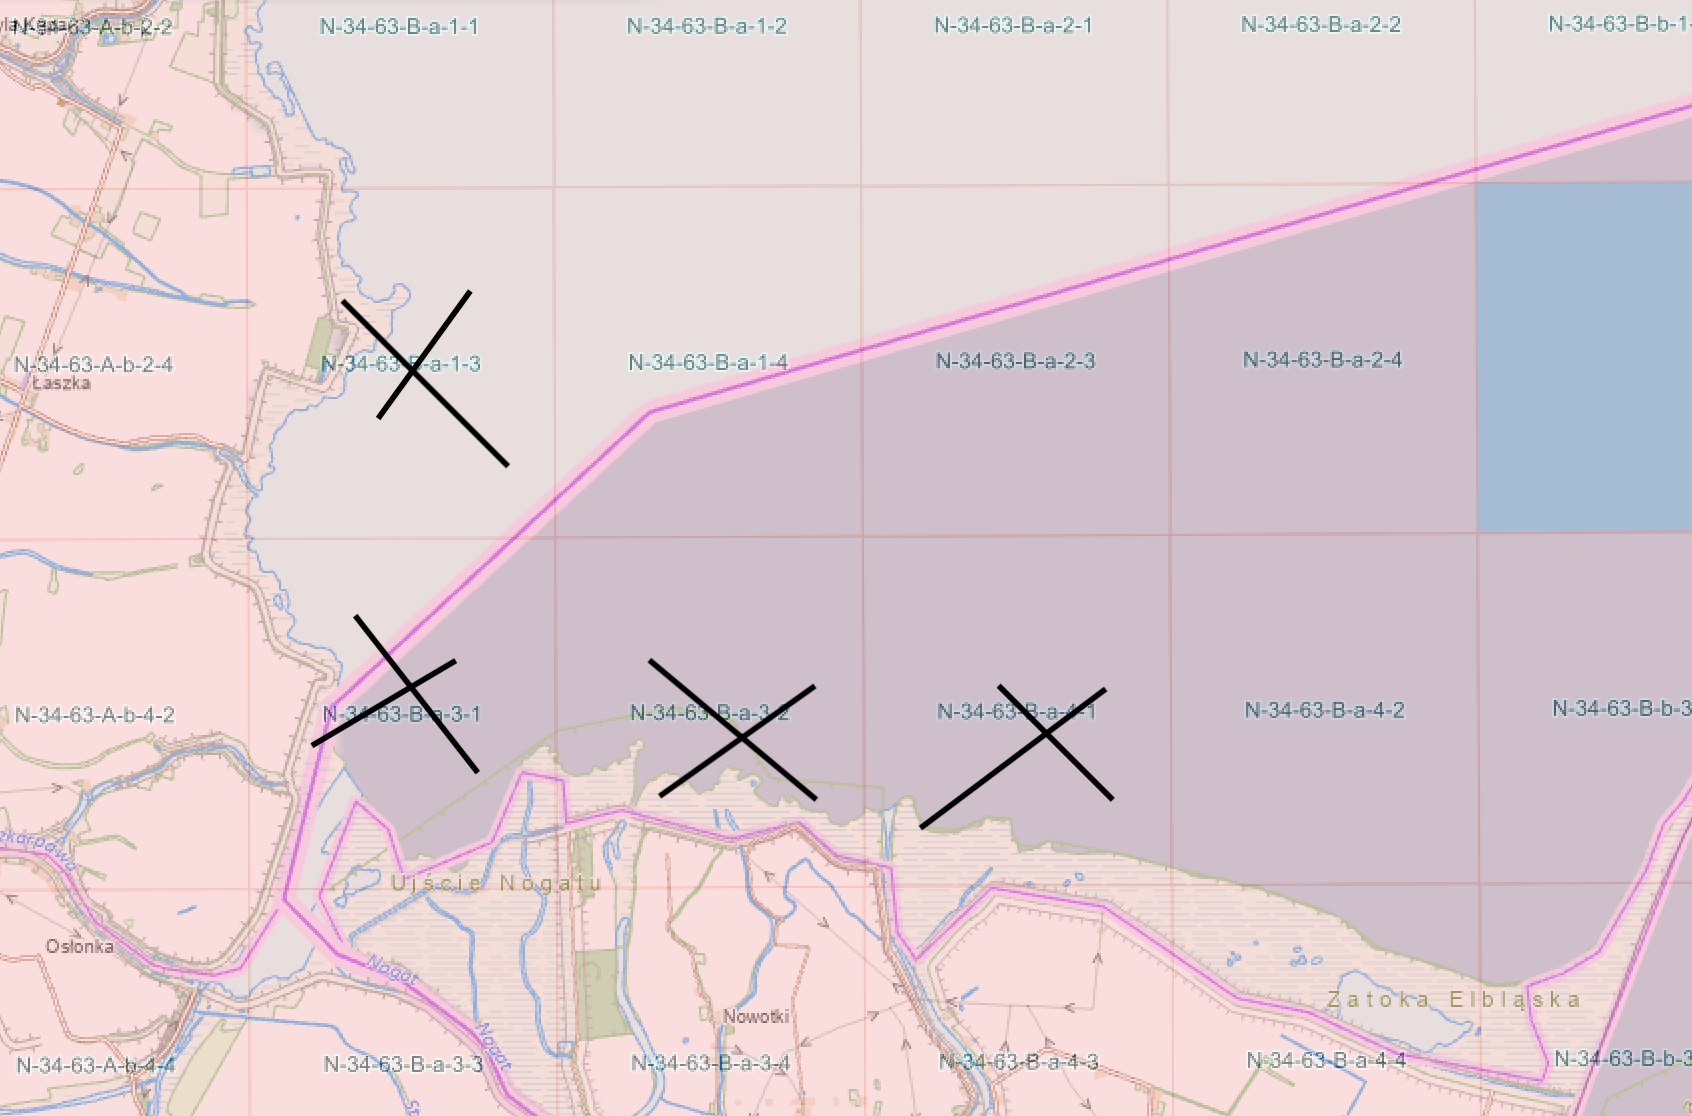 N-34-63-A-b-2-2 N-34-63-B-a-1-1 N-34-63-B-a-1-2 N-34-63-B-a-2-1 N-34-63-B-a-2-2 N-34-63-B-b-1-
N-34-63-A-b-2-4 N-34-63-B-a-1-3 N-34-63-B-a-1-4 N-34-63-B-a-2-3 N-34-63-B-a-2-4
Łaszka
N-34-63-A-b-4-2 N-34-63-B-a-3-1 N-34-63-B-a-3-2 N-34-63-B-a-4-1 N-34-63-B-a-4-2 N-34-63-B-b-3
zkarpawa
Ujście Nogatu
Osłonka
Nogat
Zatoka Elbląska
Nowotki
Nogat
N-34-63-A-b-4-4 N-34-63-B-a-3-3 N-34-63-B-a-3-4 N-34-63-B-a-4-3 N-34-63-B-a-4-4 N-34-63-B-b-3